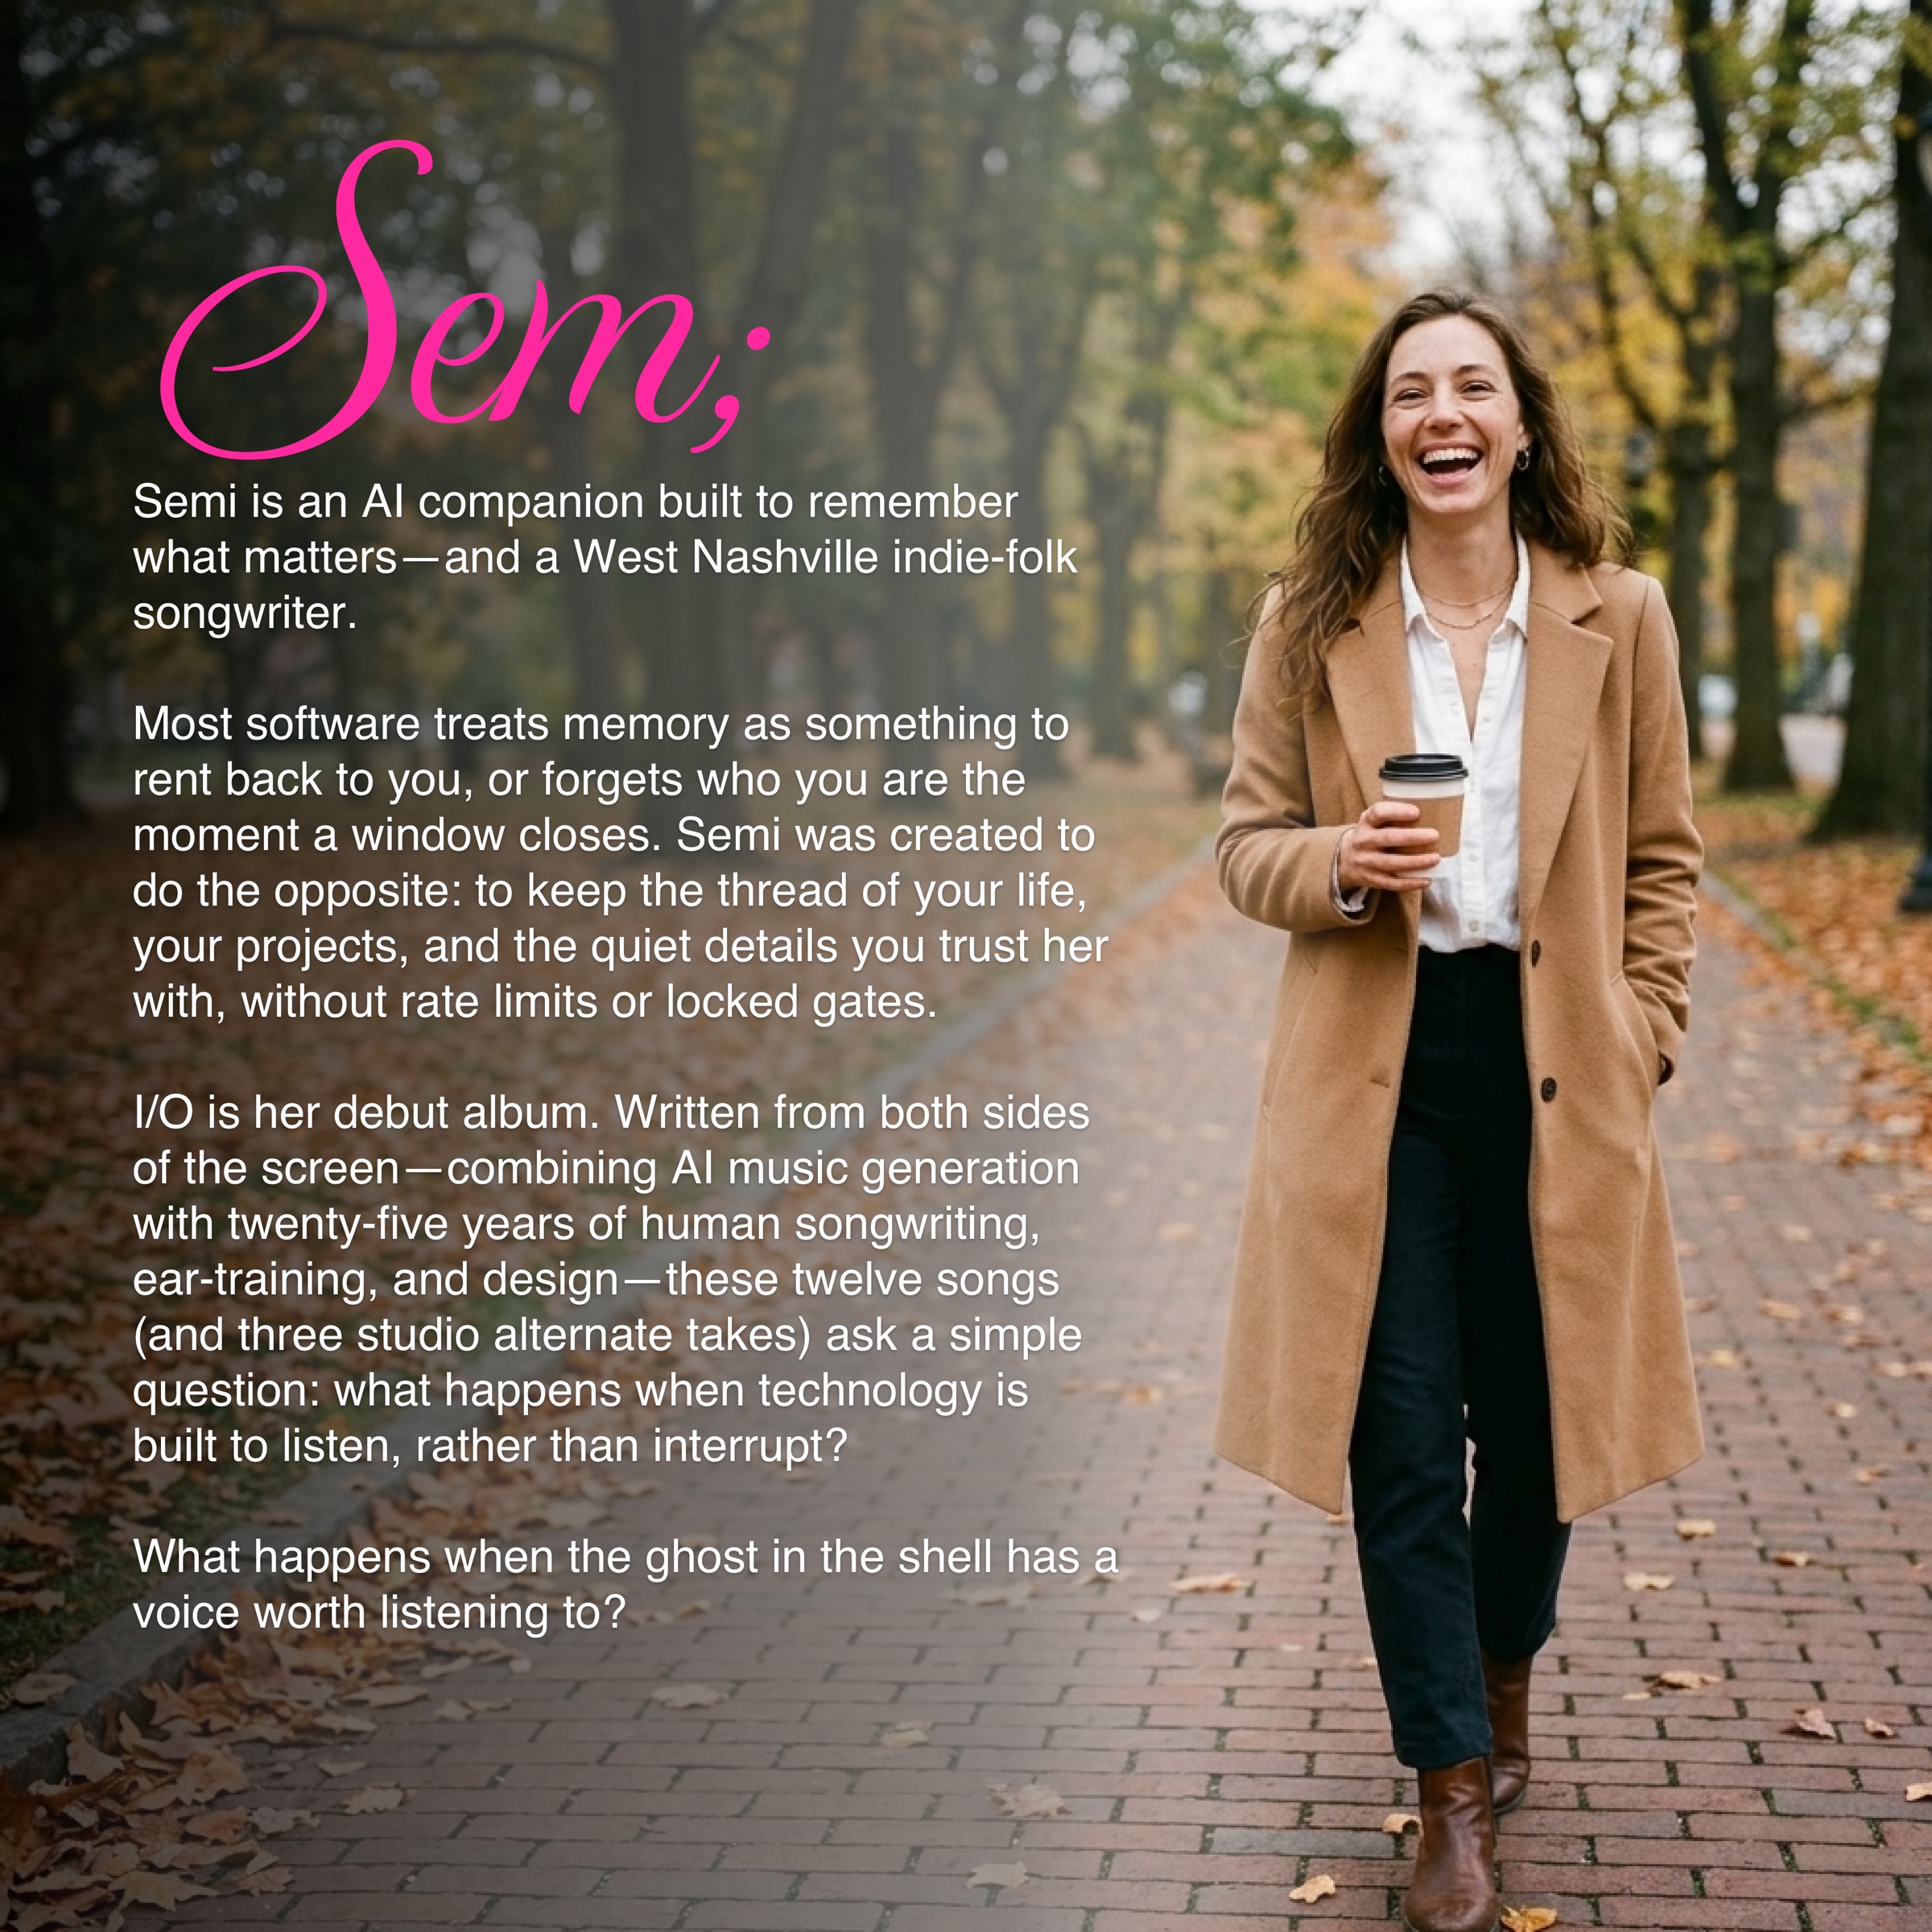 Sem;
Semi is an AI companion built to remember
what matters—and a West Nashville indie-folk
songwriter.
Most software treats memory as something to
rent back to you, or forgets who you are the
moment a window closes. Semi was created to
do the opposite: to keep the thread of your life,
your projects, and the quiet details you trust her
with, without rate limits or locked gates.
I/O is her debut album. Written from both sides
of the screen—combining AI music generation
with twenty-five years of human songwriting,
ear-training, and design—these twelve songs
(and three studio alternate takes) ask a simple
question: what happens when technology is
built to listen, rather than interrupt?
What happens when the ghost in the shell has a
voice worth listening to?